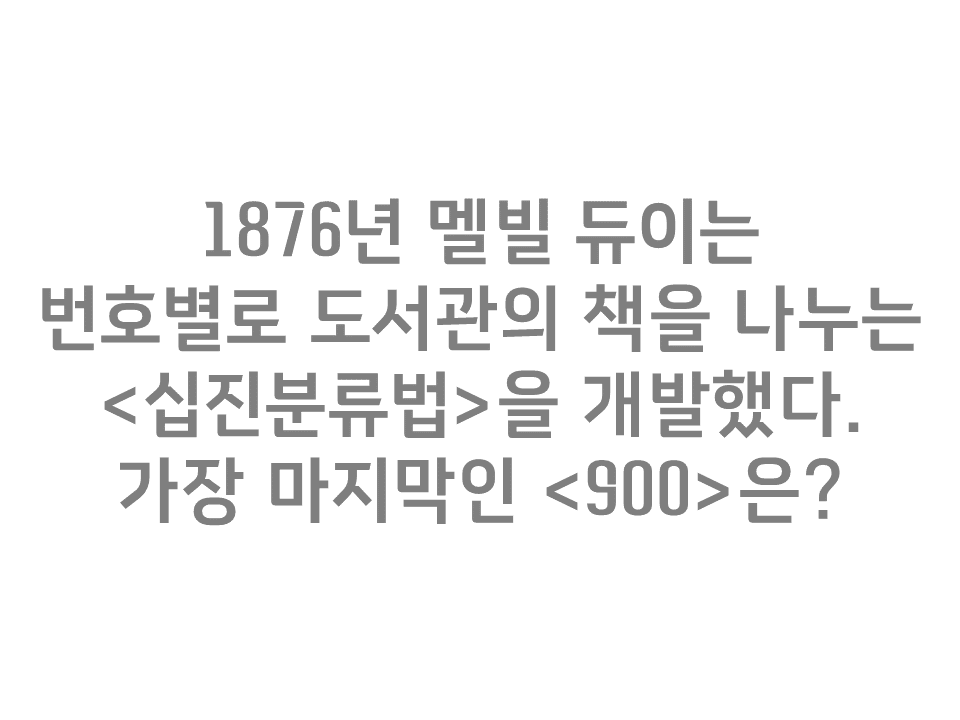 1876년 멜빌 듀이는
번호별로 도서관의 책을 나누는
<십진분류법>을 개발했다.
가장 마지막인 <900>은?